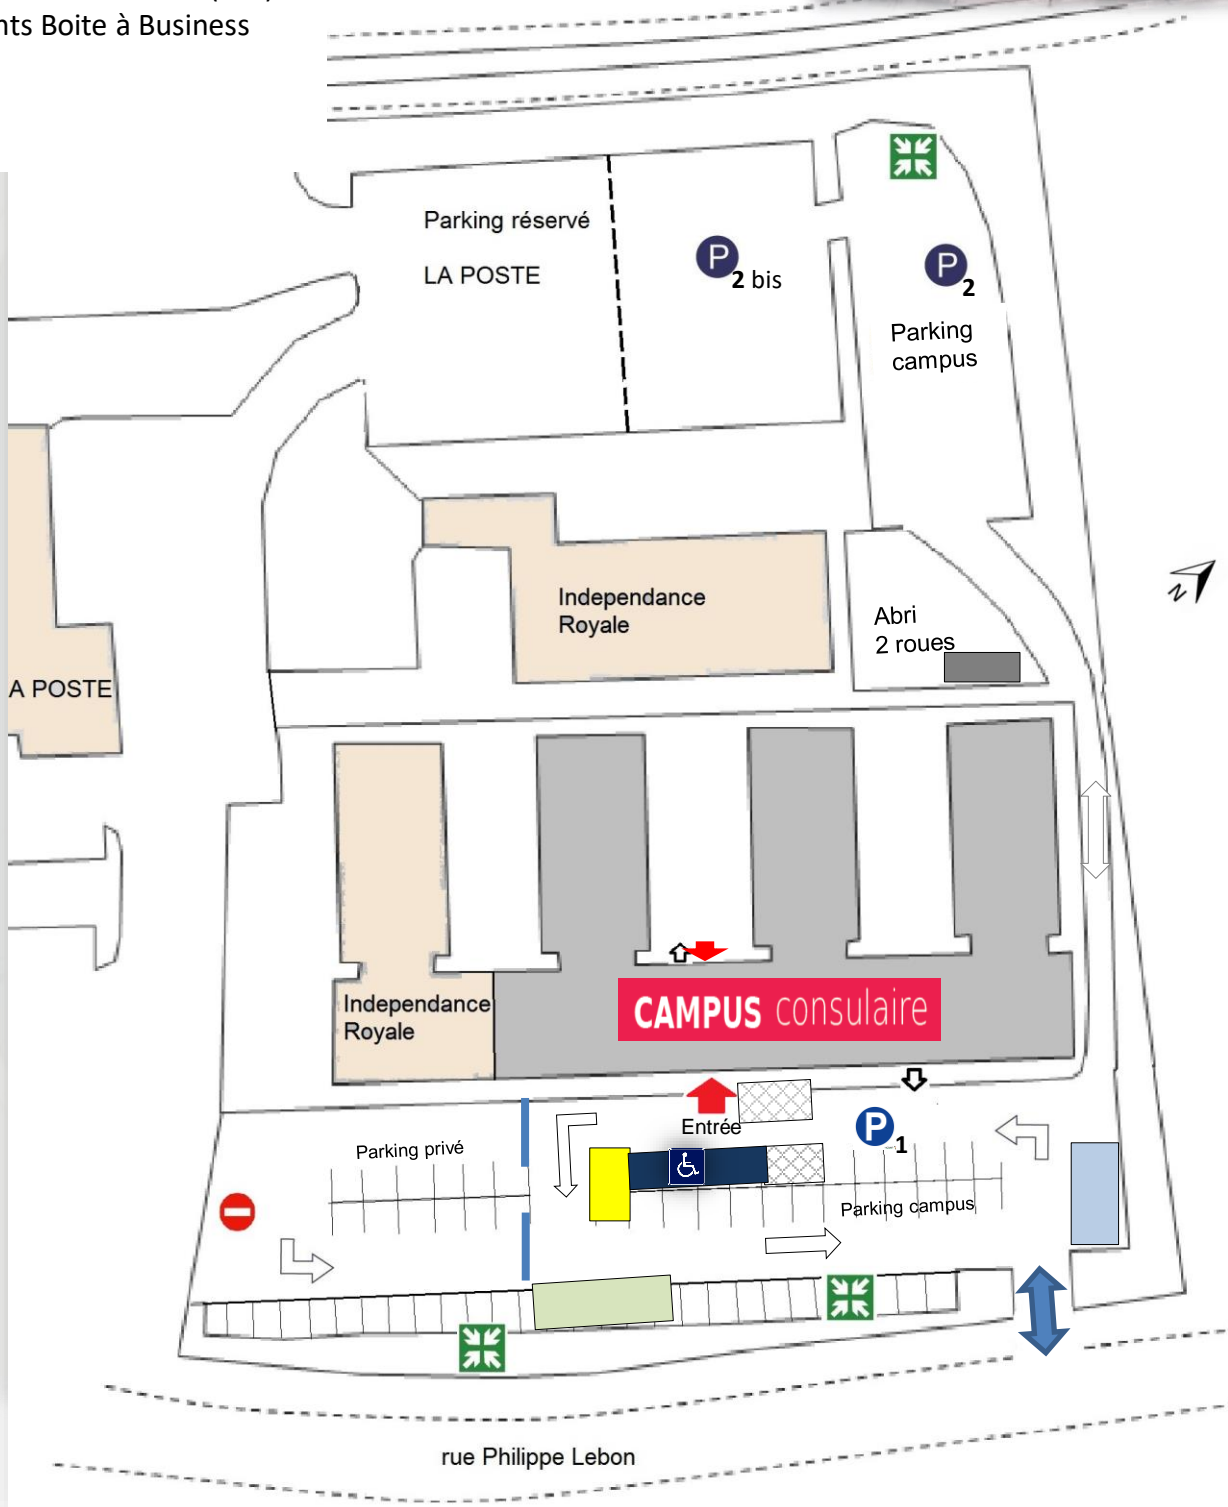 nts Boite à Business
Parking réservé
LA POSTE
P
2 bis
P
2
Parking
campus
Independance
Royale
Abri
2 roues
N
A POSTE
CAMPUS consulaire
Independance
Royale
Entrée
P
1
Parking privé
Parking campus
rue Philippe Lebon